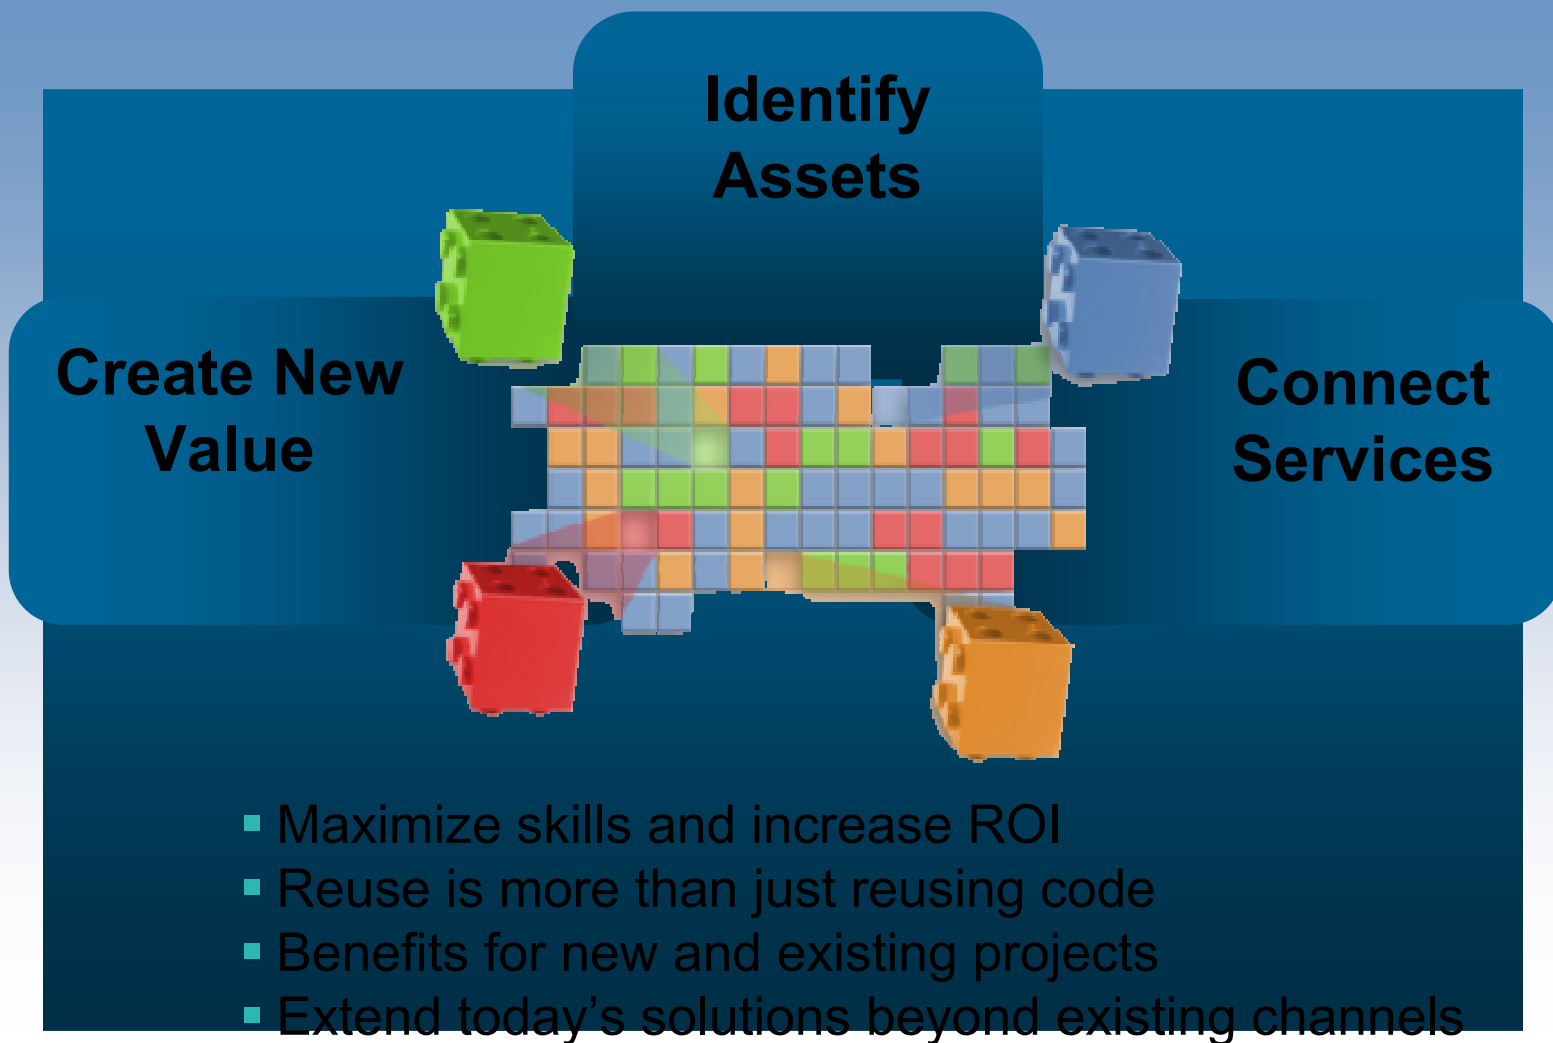 Identify
Assets
Create New
Value
Connect
Services
▪ Maximize skills and increase ROI
▪ Reuse is more than just reusing code
▪ Benefits for new and existing projects
▪ Extend today’s solutions beyond existing channels